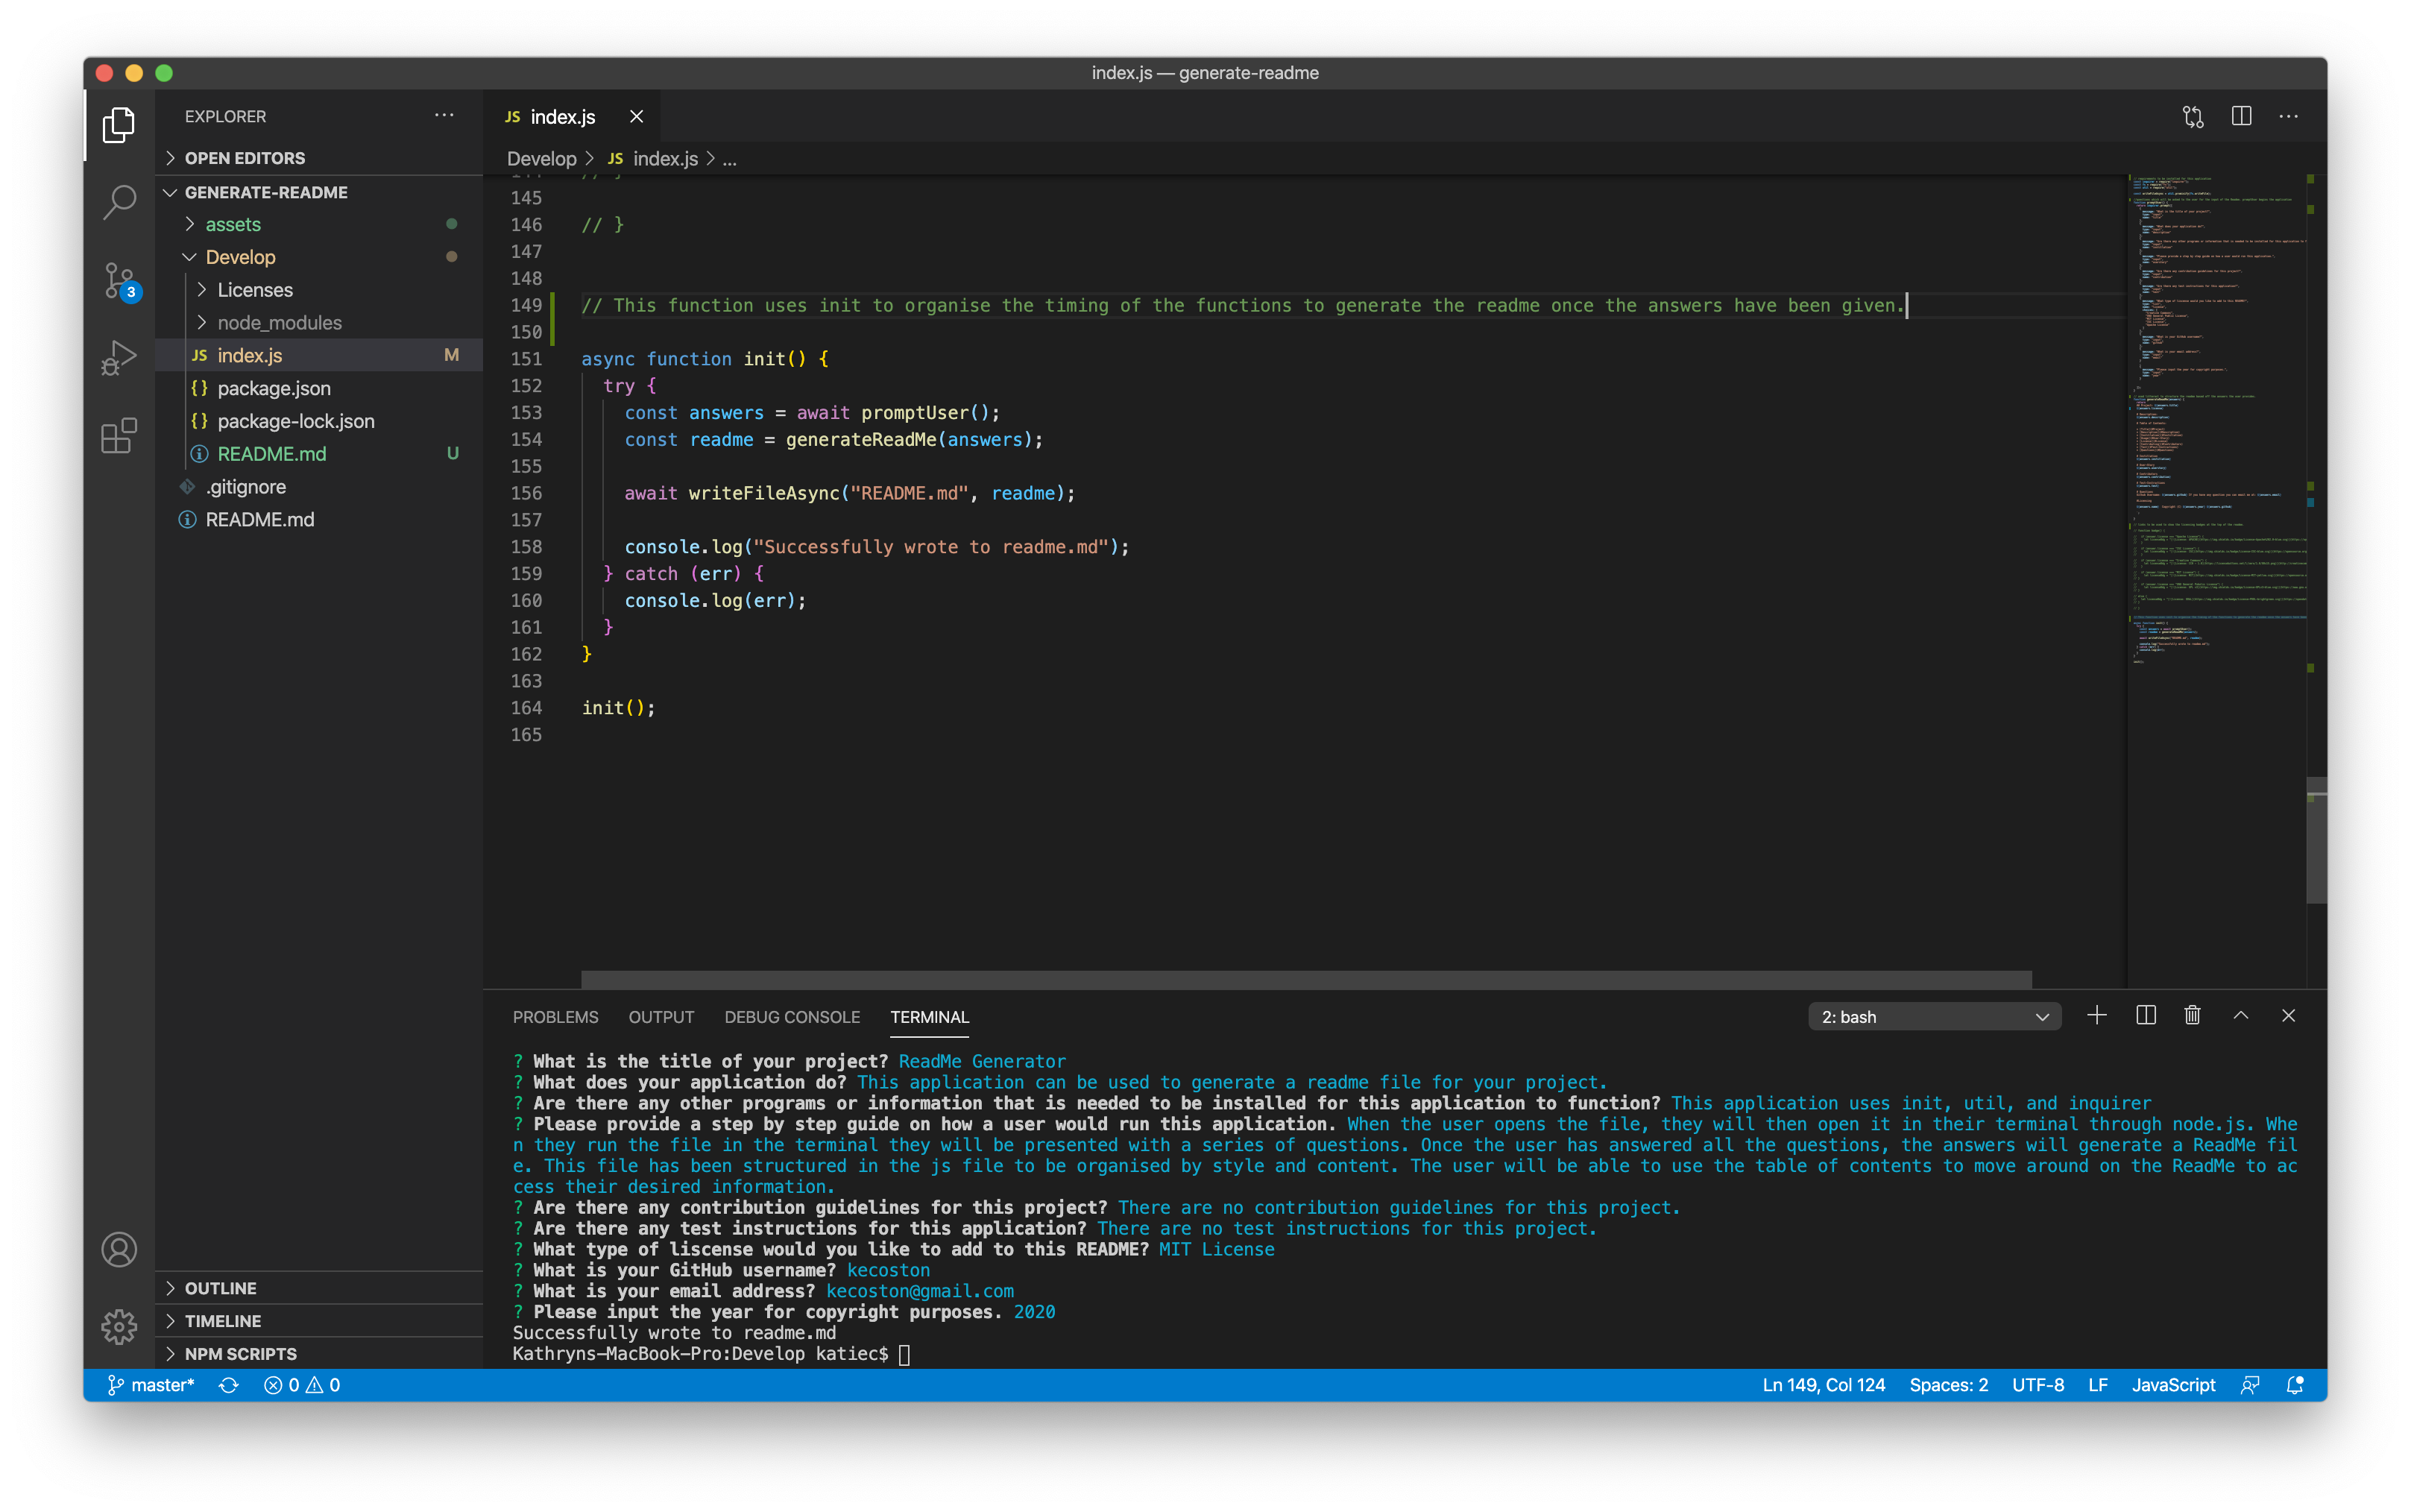 index.js — generate-readme
EXPLORER
JS index.js
OPEN EDITORS
Develop > JS index.js > ...
GENERATE-README
assets
Develop
Licenses
node_modules
JS index.js M
{} package.json
{} package-lock.json
README.md U
.gitignore
README.md
3
145
146 // }
147
148
149 // This function uses init to organise the timing of the functions to generate the readme once the answers have been given.
150
151 async function init() {
152 try {
153 const answers = await promptUser();
154 const readme = generateReadMe(answers);
155
156 await writeFileAsync("README.md", readme);
157
158 console.log("Successfully wrote to readme.md");
159 } catch (err) {
160 console.log(err);
161 }
162 }
163
164 init();
165
PROBLEMS OUTPUT DEBUG CONSOLE TERMINAL 2: bash
? What is the title of your project? ReadMe Generator
? What does your application do? This application can be used to generate a readme file for your project.
? Are there any other programs or information that is needed to be installed for this application to function? This application uses init, util, and inquirer
? Please provide a step by step guide on how a user would run this application. When the user opens the file, they will then open it in their terminal through node.js. Whe
n they run the file in the terminal they will be presented with a series of questions. Once the user has answered all the questions, the answers will generate a ReadMe fil
e. This file has been structured in the js file to be organised by style and content. The user will be able to use the table of contents to move around on the ReadMe to ac
cess their desired information.
? Are there any contribution guidelines for this project? There are no contribution guidelines for this project.
? Are there any test instructions for this application? There are no test instructions for this project.
? What type of liscense would you like to add to this README? MIT License
? What is your GitHub username? kecoston
? What is your email address? kecoston@gmail.com
? Please input the year for copyright purposes. 2020
Successfully wrote to readme.md
Kathryns-MacBook-Pro:Develop katiec$
OUTLINE
TIMELINE
NPM SCRIPTS
master* 0 0 Ln 149, Col 124 Spaces: 2 UTF-8 LF JavaScript